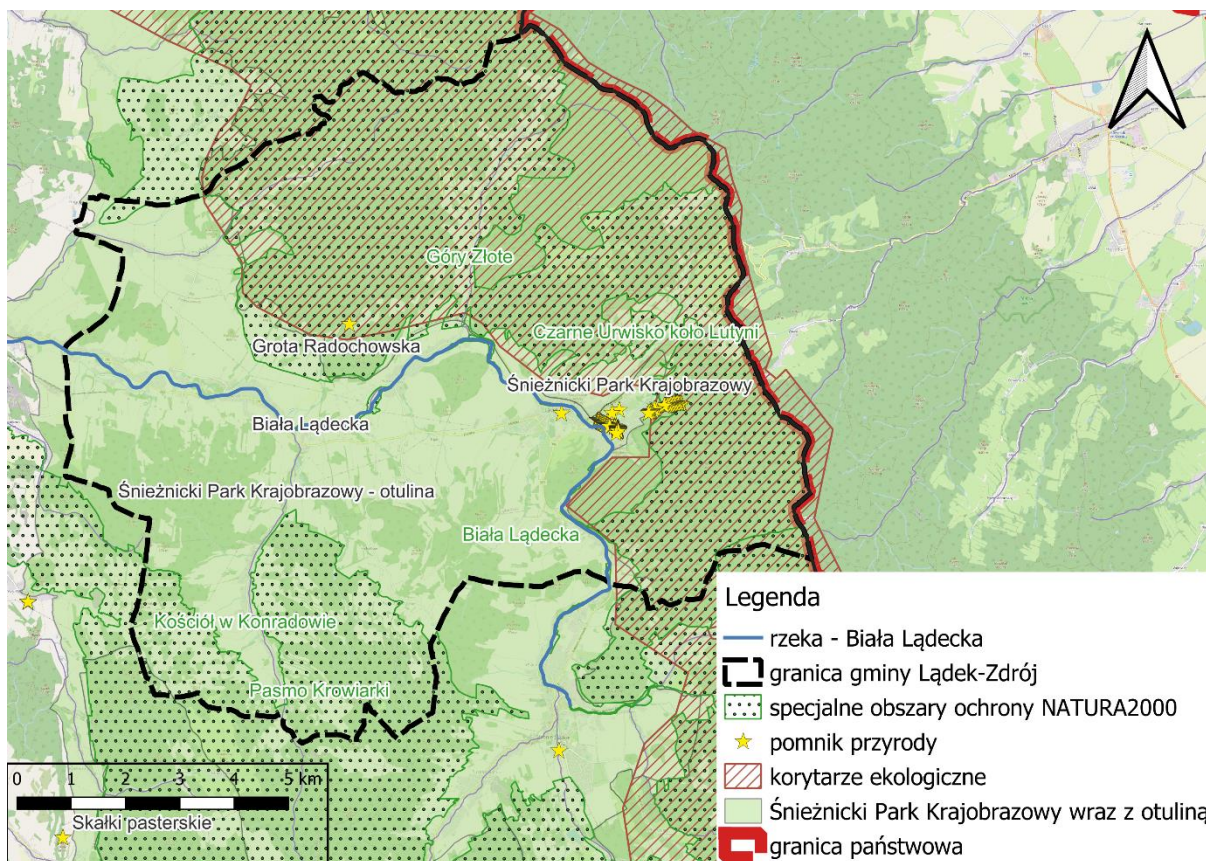 Góry Złote
Czarne Urwisko koło Lutyni
Grota Radochowska
Śnieżnicki Park Krajobrazowy
Biała Lądecka
Śnieżnicki Park Krajobrazowy - otulina
Biała Lądecka
Kościół w Konradowie
Pasmo Krowiarki
0 1 2 3 4 5 km
Skałki pasterskie
Legenda
rzeka - Biała Lądecka
granica gminy Lądek-Zdrój
specjalne obszary ochrony NATURA2000
pomnik przyrody
korytarze ekologiczne
Śnieżnicki Park Krajobrazowy wraz z otuliną
granica państwowa